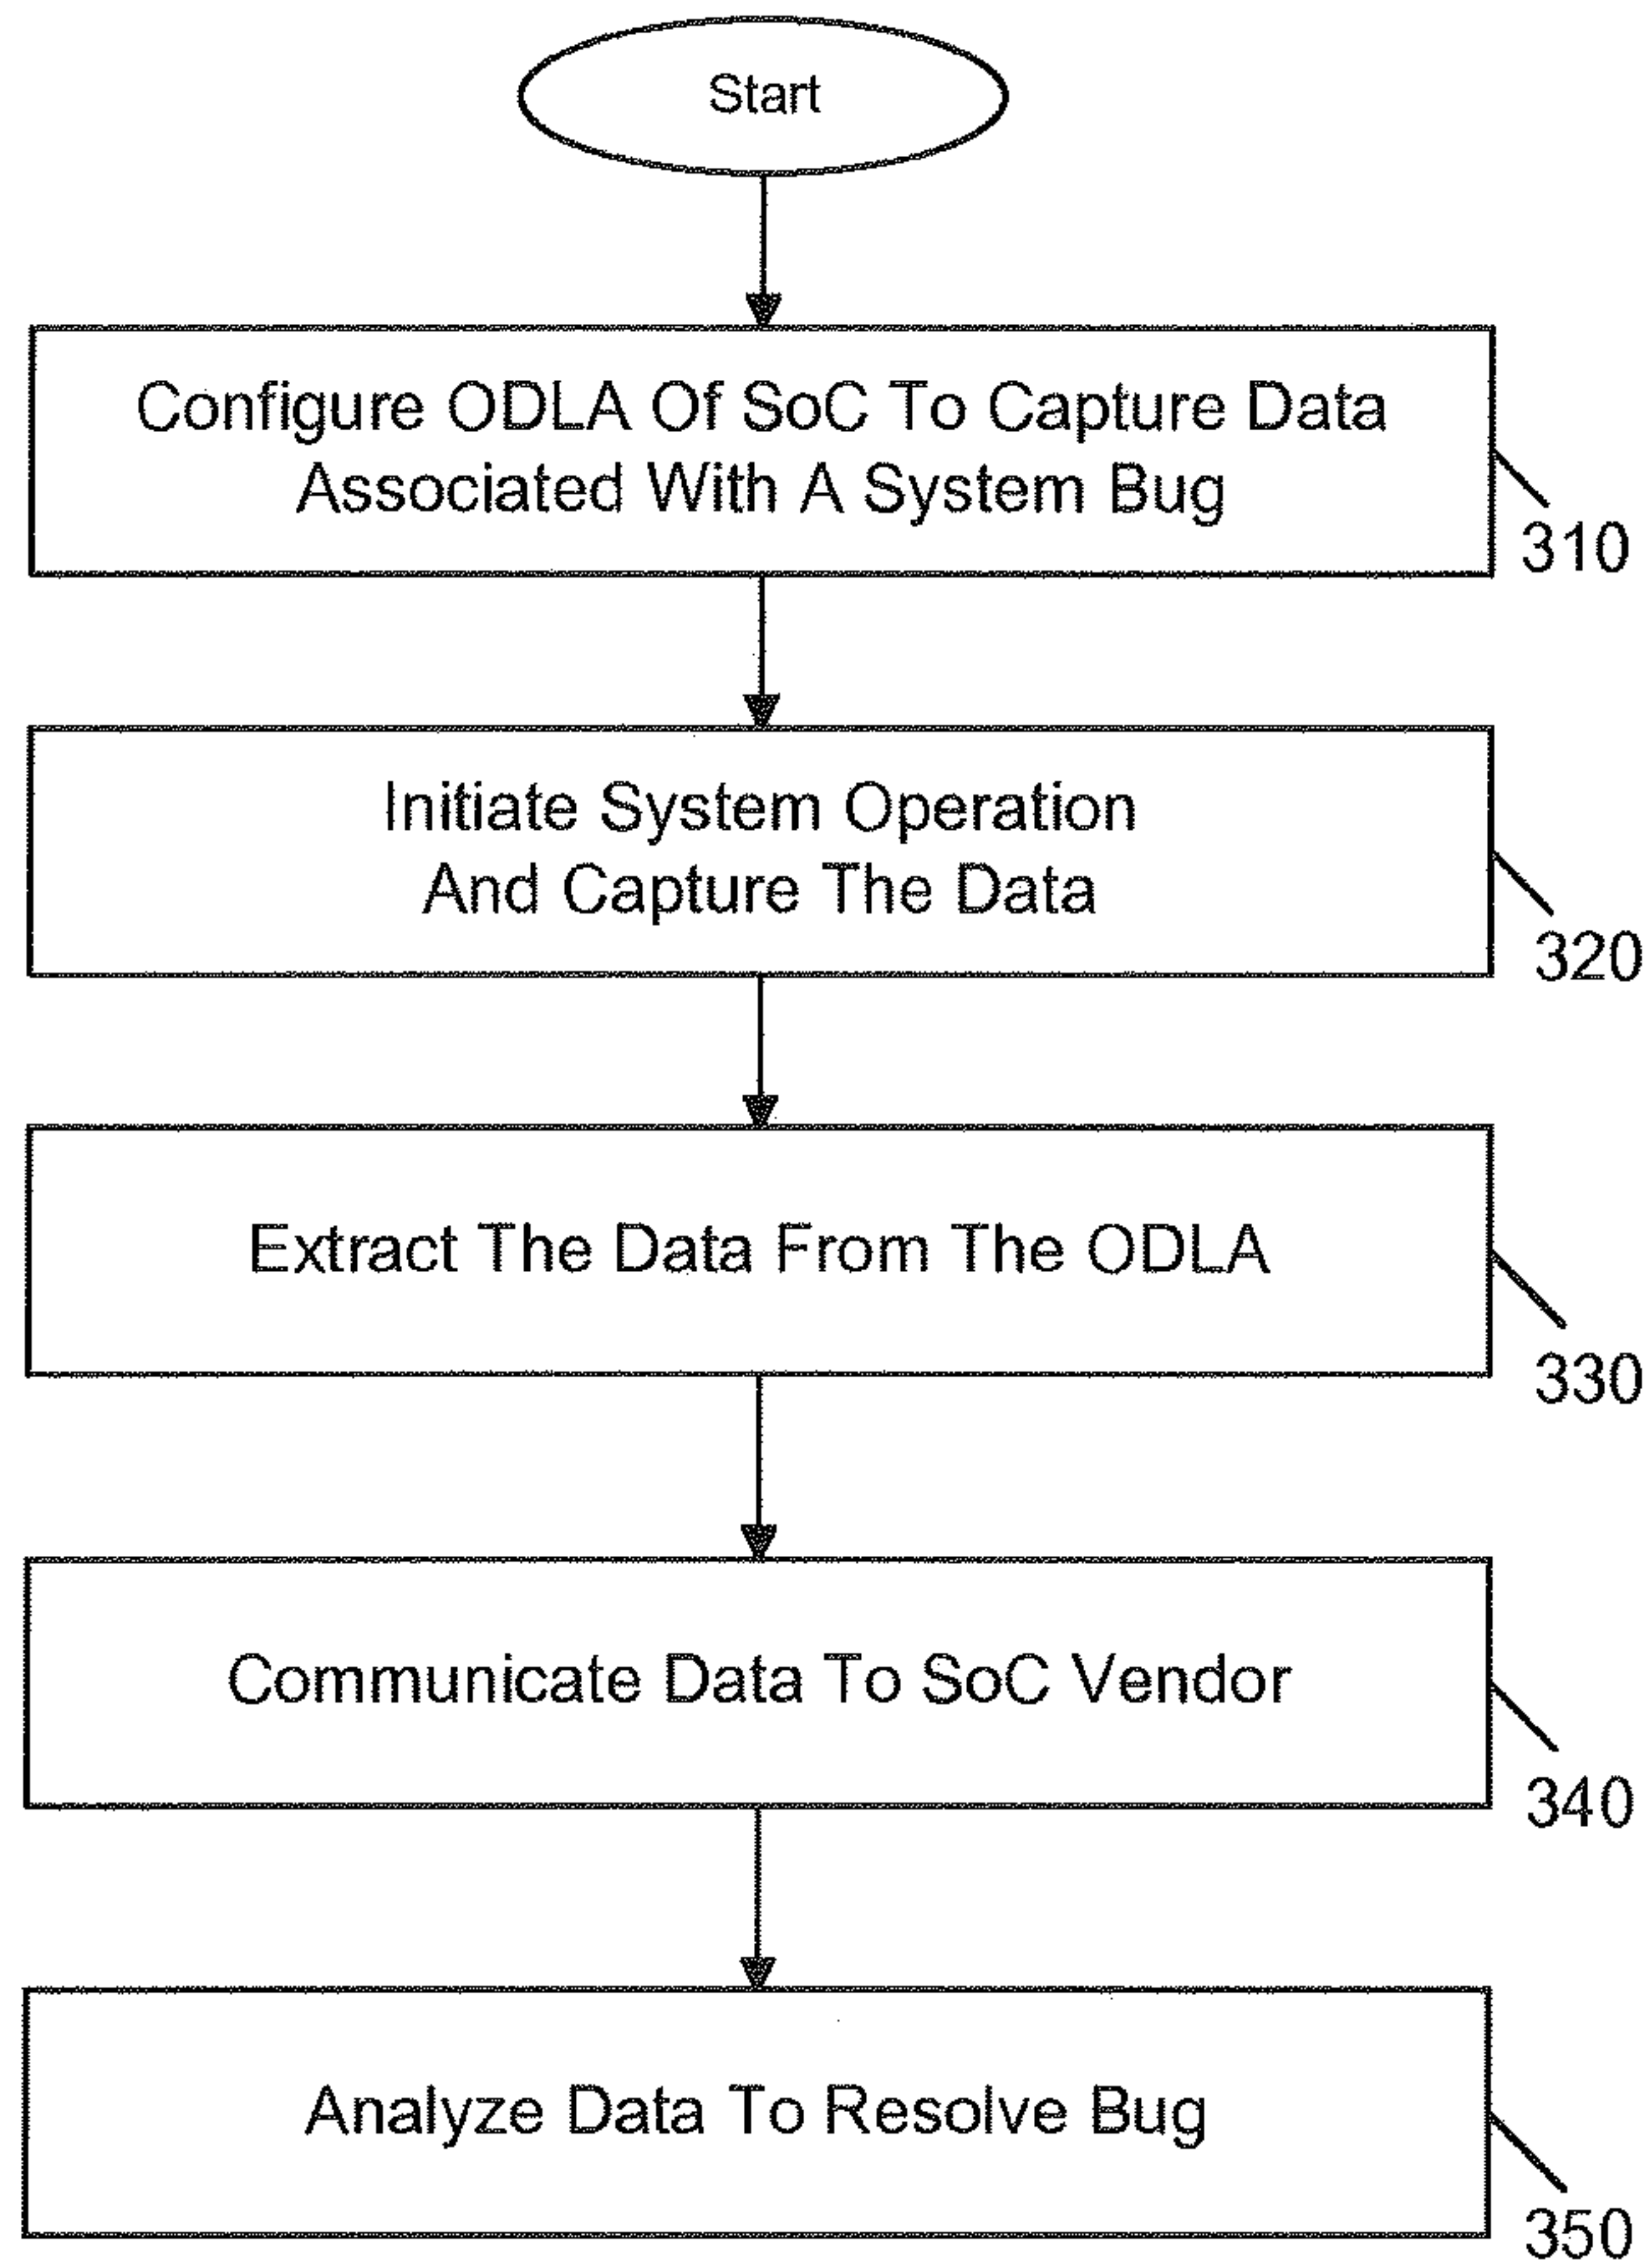 Start
Configure ODLA Of SoC To Capture Data
Associated With A System Bug
310
Initiate System Operation
And Capture The Data
320
Extract The Data From The ODLA
330
Communicate Data To SoC Vendor
340
Analyze Data To Resolve Bug
350